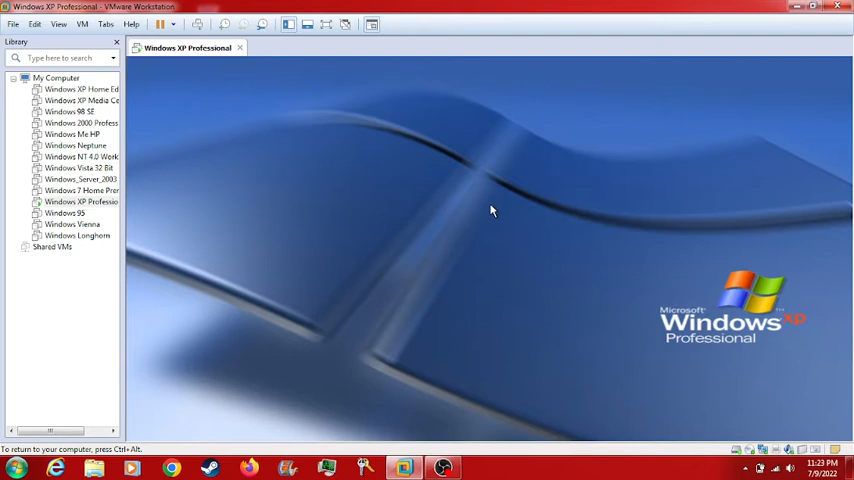 Windows XP Professional - VMware Workstation
File Edit View VM Tabs Help
Library
Type here to search
My Computer
Windows XP Home Ed
Windows XP Media Ce
Windows 98 SE
Windows 2000 Profess
Windows Me HP
Windows Neptune
Windows NT 4.0 Work
Windows Vista 32 Bit
Windows_Server_2003
Windows 7 Home Prer
Windows XP Professio
Windows 95
Windows Vienna
Windows Longhorn
Shared VMs
Windows XP Professional
Microsoft
Windows xp
Professional
To return to your computer, press Ctrl+Alt.
11:23 PM
7/9/2022